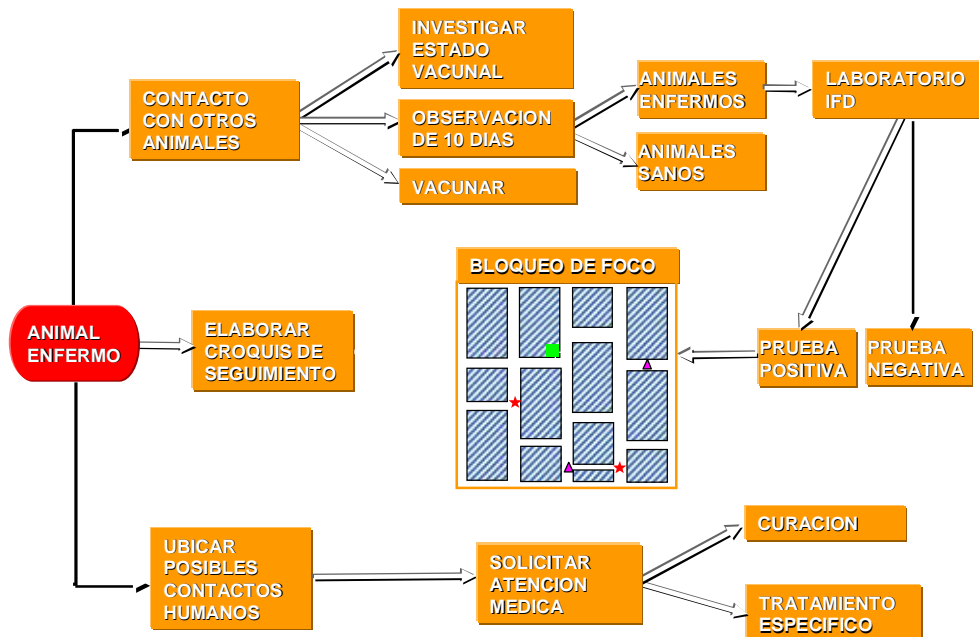 INVESTIGAR
ESTADO
VACUNAL
CONTACTO
CON OTROS
ANIMALES
OBSERVACION
DE 10 DIAS
VACUNAR
ANIMALES
ENFERMOS
ANIMALES
SANOS
LABORATORIO
IFD
BLOQUEO DE FOCO
ANIMAL
ENFERMO
ELABORAR
CROQUIS DE
SEGUIMIENTO
PRUEBA
POSITIVA
PRUEBA
NEGATIVA
UBICAR
POSIBLES
CONTACTOS
HUMANOS
SOLICITAR
ATENCION
MEDICA
CURACION
TRATAMIENTO
ESPECIFICO